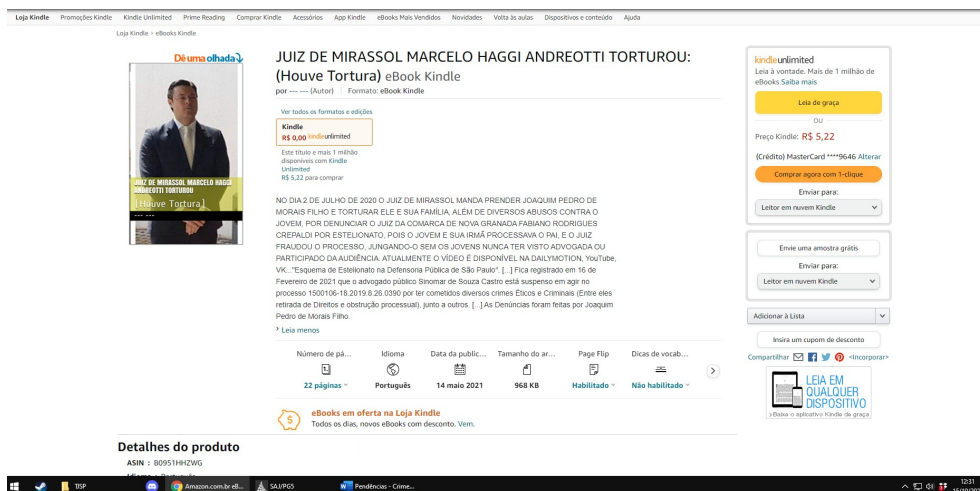 Loja Kindle Promoções Kindle Kindle Unlimited Prime Reading Comprar Kindle Acessórios App Kindle eBooks Mais Vendidos Novidades Volta às aulas Dispositivos e conteúdo Ajuda
Loja Kindle › eBooks Kindle
Dê uma olhada
JUIZ DE MIRASSOL MARCELO HAGGI
ANDREOTTI TORTUROU
[Houve Tortura]
--- ---
JUIZ DE MIRASSOL MARCELO HAGGI ANDREOTTI TORTUROU:
(Houve Tortura) eBook Kindle
por --- --- (Autor) Formato: eBook Kindle
Ver todos os formatos e edições
Kindle
R$ 0,00 kindleunlimited
Este título e mais 1 milhão
disponíveis com Kindle
Unlimited
R$ 5,22 para comprar
NO DIA 2 DE JULHO DE 2020 O JUIZ DE MIRASSOL MANDA PRENDER JOAQUIM PEDRO DE
MORAIS FILHO E TORTURAR ELE E SUA FAMÍLIA, ALÉM DE DIVERSOS ABUSOS CONTRA O
JOVEM, POR DENUNCIAR O JUIZ DA COMARCA DE NOVA GRANADA FABIANO RODRIGUES
CREPALDI POR ESTELIONATO, POIS O JOVEM E SUA IRMÃ PROCESSAVA O PAI, E O JUIZ
FRAUDOU O PROCESSO, JUNGANDO-O SEM OS JOVENS NUNCA TER VISTO ADVOGADA OU
PARTICIPADO DA AUDIÊNCIA. ATUALMENTE O VÍDEO É DISPONÍVEL NA DAILYMOTION, YouTube,
VK..."Esquema de Estelionato na Defensoria Pública de São Paulo". [...] Fica registrado em 16 de
Fevereiro de 2021 que o advogado público Sinomar de Souza Castro está suspenso em agir no
processo 1500106-18.2019.8.26.0390 por ter cometidos diversos crimes Éticos e Criminais (Entre eles
retirada de Direitos e obstrução processual), junto a outros. [...] As Denúncias foram feitas por Joaquim
Pedro de Morais Filho.
Leia menos
Número de pá... Idioma Data da public... Tamanho do ar... Page Flip Dicas de vocab...
22 páginas Português 14 maio 2021 968 KB Habilitado Não habilitado
eBooks em oferta na Loja Kindle
Todos os dias, novos eBooks com desconto. Vem.
Detalhes do produto
ASIN : B0951HHZWG
kindleunlimited
Leia à vontade. Mais de 1 milhão de
eBooks Saiba mais
Leia de graça
OU
Preço Kindle: R$ 5,22
(Crédito) MasterCard ****9646 Alterar
Comprar agora com 1-clique
Enviar para:
Leitor em nuvem Kindle
Envie uma amostra grátis
Enviar para:
Leitor em nuvem Kindle
Adicionar à Lista
Insira um cupom de desconto
Compartilhar <Incorporar>
LEIA EM
QUALQUER
DISPOSITIVO
Baixe o aplicativo Kindle de graça
TJSP Amazon.com.br eB... SAJ/PG5 Pendências - Crime...
12:31